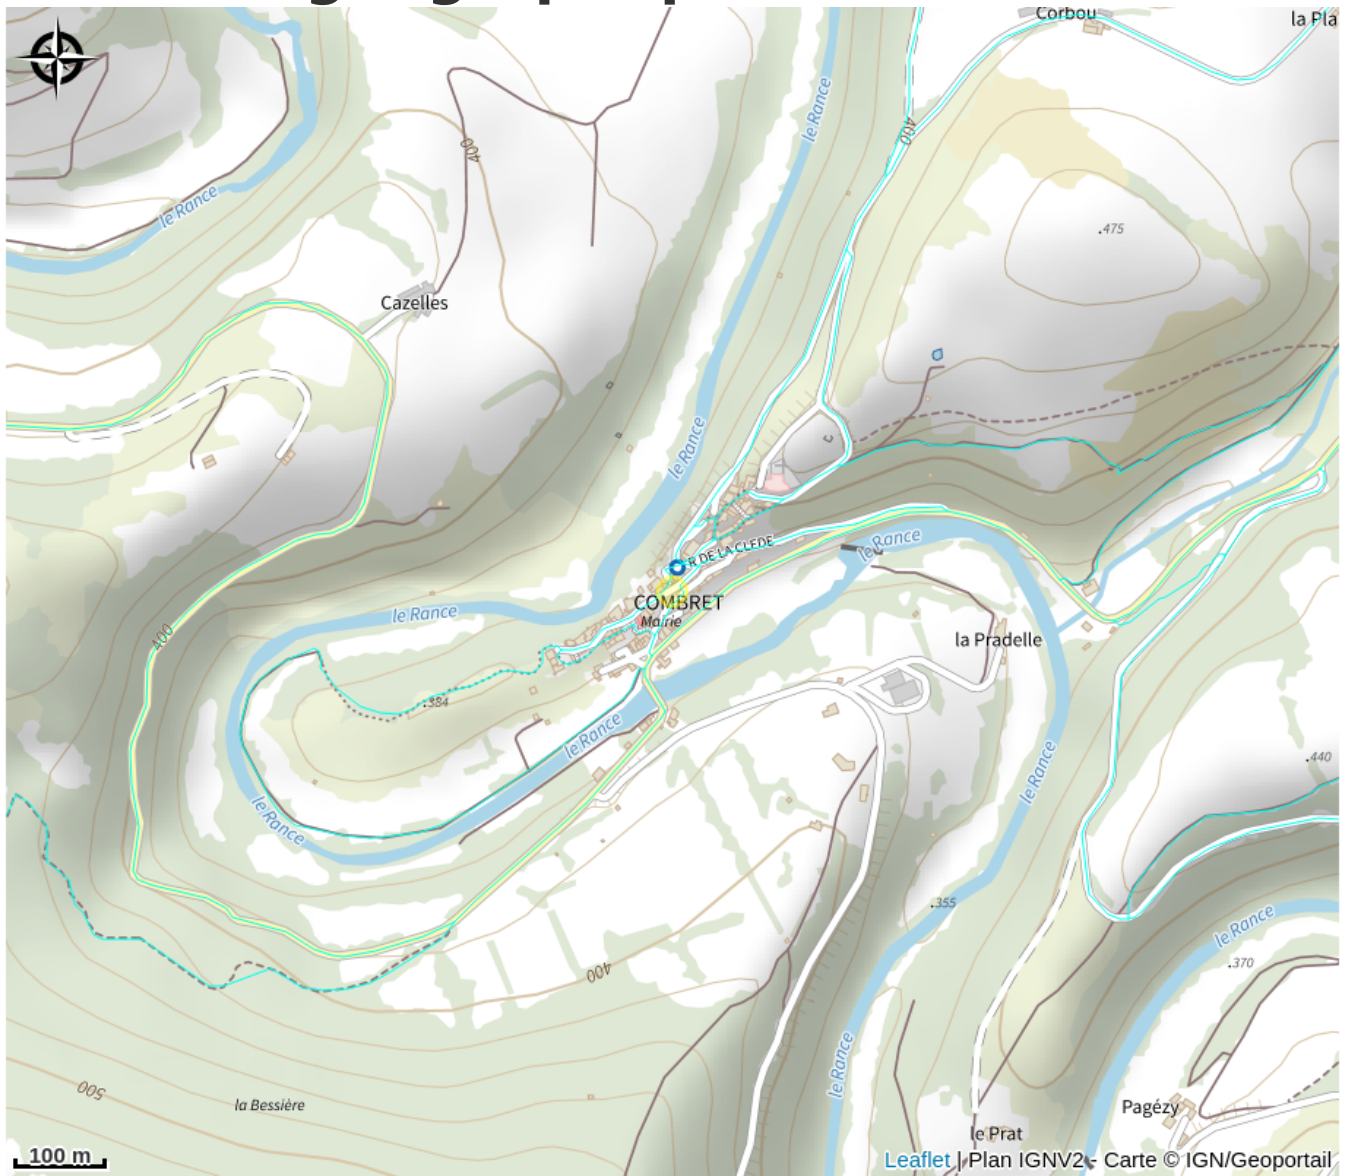 Corbou
la Pla
le Rance
400
400
le Rance
.475
Cazelles
le Rance
R DE LA CLEDE
le Rance
COMBRET
le Rance
Mairie
400
la Pradelle
.384
le Rance
.440
le Rance
le Rance
.355
le Rance
400
.370
le Rance
500
la Bessière
Pagézy
le Prat
100 m
Leaflet | Plan IGNV2 - Carte © IGN/Geoportail